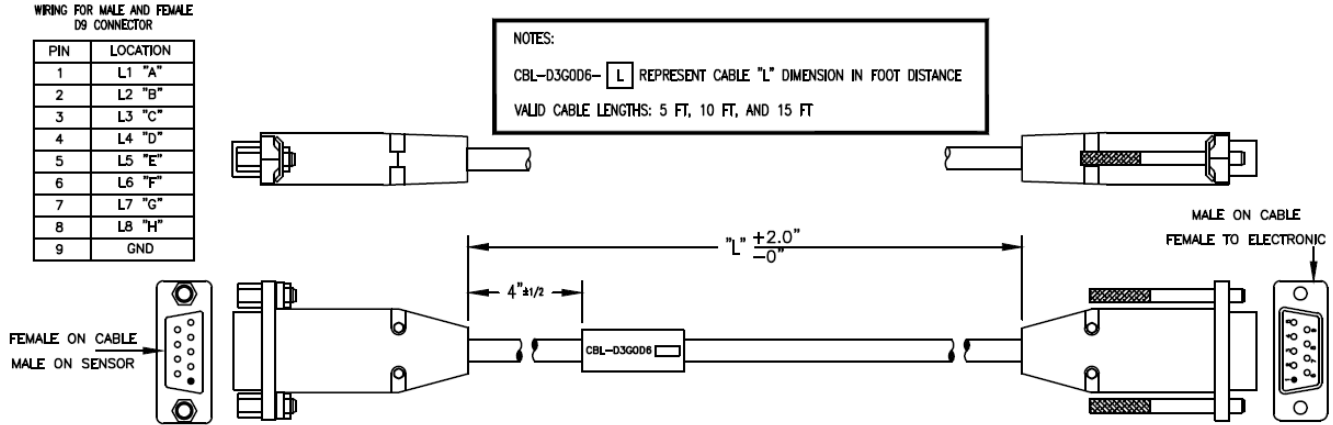 WIRING FOR MALE AND FEMALE
D9 CONNECTOR
PIN LOCATION
1 L1 "A"
2 L2 "B"
3 L3 "C"
4 L4 "D"
5 L5 "E"
6 L6 "F"
7 L7 "G"
8 L8 "H"
9 GND
NOTES:
CBL-D3G0D6- L REPRESENT CABLE "L" DIMENSION IN FOOT DISTANCE
VALID CABLE LENGTHS: 5 FT, 10 FT, AND 15 FT
"L" +2.0"
-0"
4"±1/2
MALE ON CABLE
FEMALE TO ELECTRONIC
FEMALE ON CABLE
MALE ON SENSOR
CBL-D3G0D6